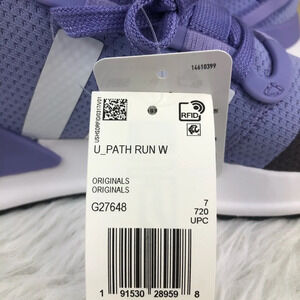 14610399
RFID
U_PATH RUN W
ORIGINALS
ORIGINALS
G27648
7
720
UPC
1 91530 28959 8